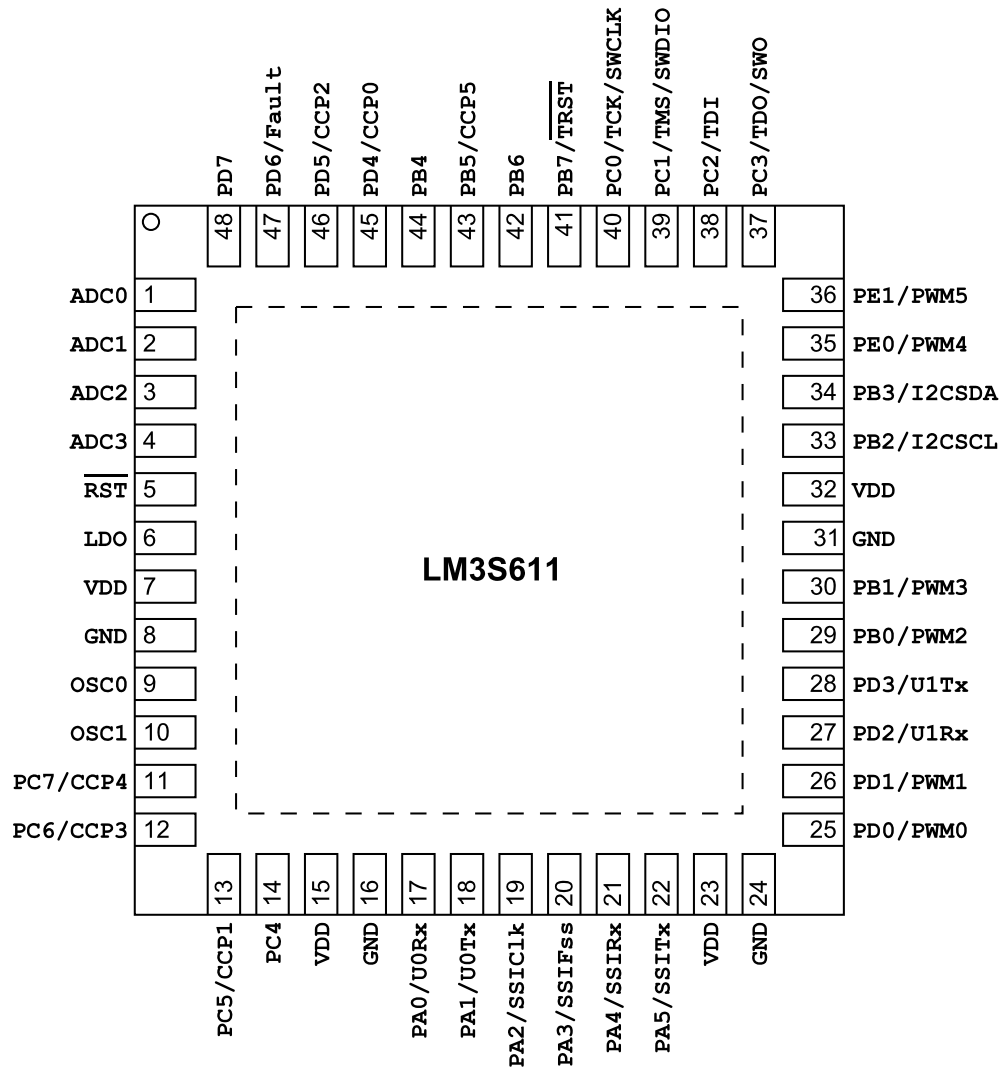 PD7
PD6/Fault
PD5/CCP2
PD4/CCP0
PB4
PB5/CCP5
PB6
PB7/TRST
PC0/TCK/SWCLK
PC1/TMS/SWDIO
PC2/TDI
PC3/TDO/SWO
48
47
46
45
44
43
42
41
40
39
38
37
ADC0 1
ADC1 2
ADC2 3
ADC3 4
RST 5
LDO 6
VDD 7
GND 8
OSC0 9
OSC1 10
PC7/CCP4 11
PC6/CCP3 12
LM3S611
36 PE1/PWM5
35 PE0/PWM4
34 PB3/I2CSDA
33 PB2/I2CSCL
32 VDD
31 GND
30 PB1/PWM3
29 PB0/PWM2
28 PD3/U1Tx
27 PD2/U1Rx
26 PD1/PWM1
25 PD0/PWM0
13
14
15
16
17
18
19
20
21
22
23
24
PC5/CCP1
PC4
VDD
GND
PA0/U0Rx
PA1/U0Tx
PA2/SSIClk
PA3/SSIFss
PA4/SSIRx
PA5/SSITx
VDD
GND